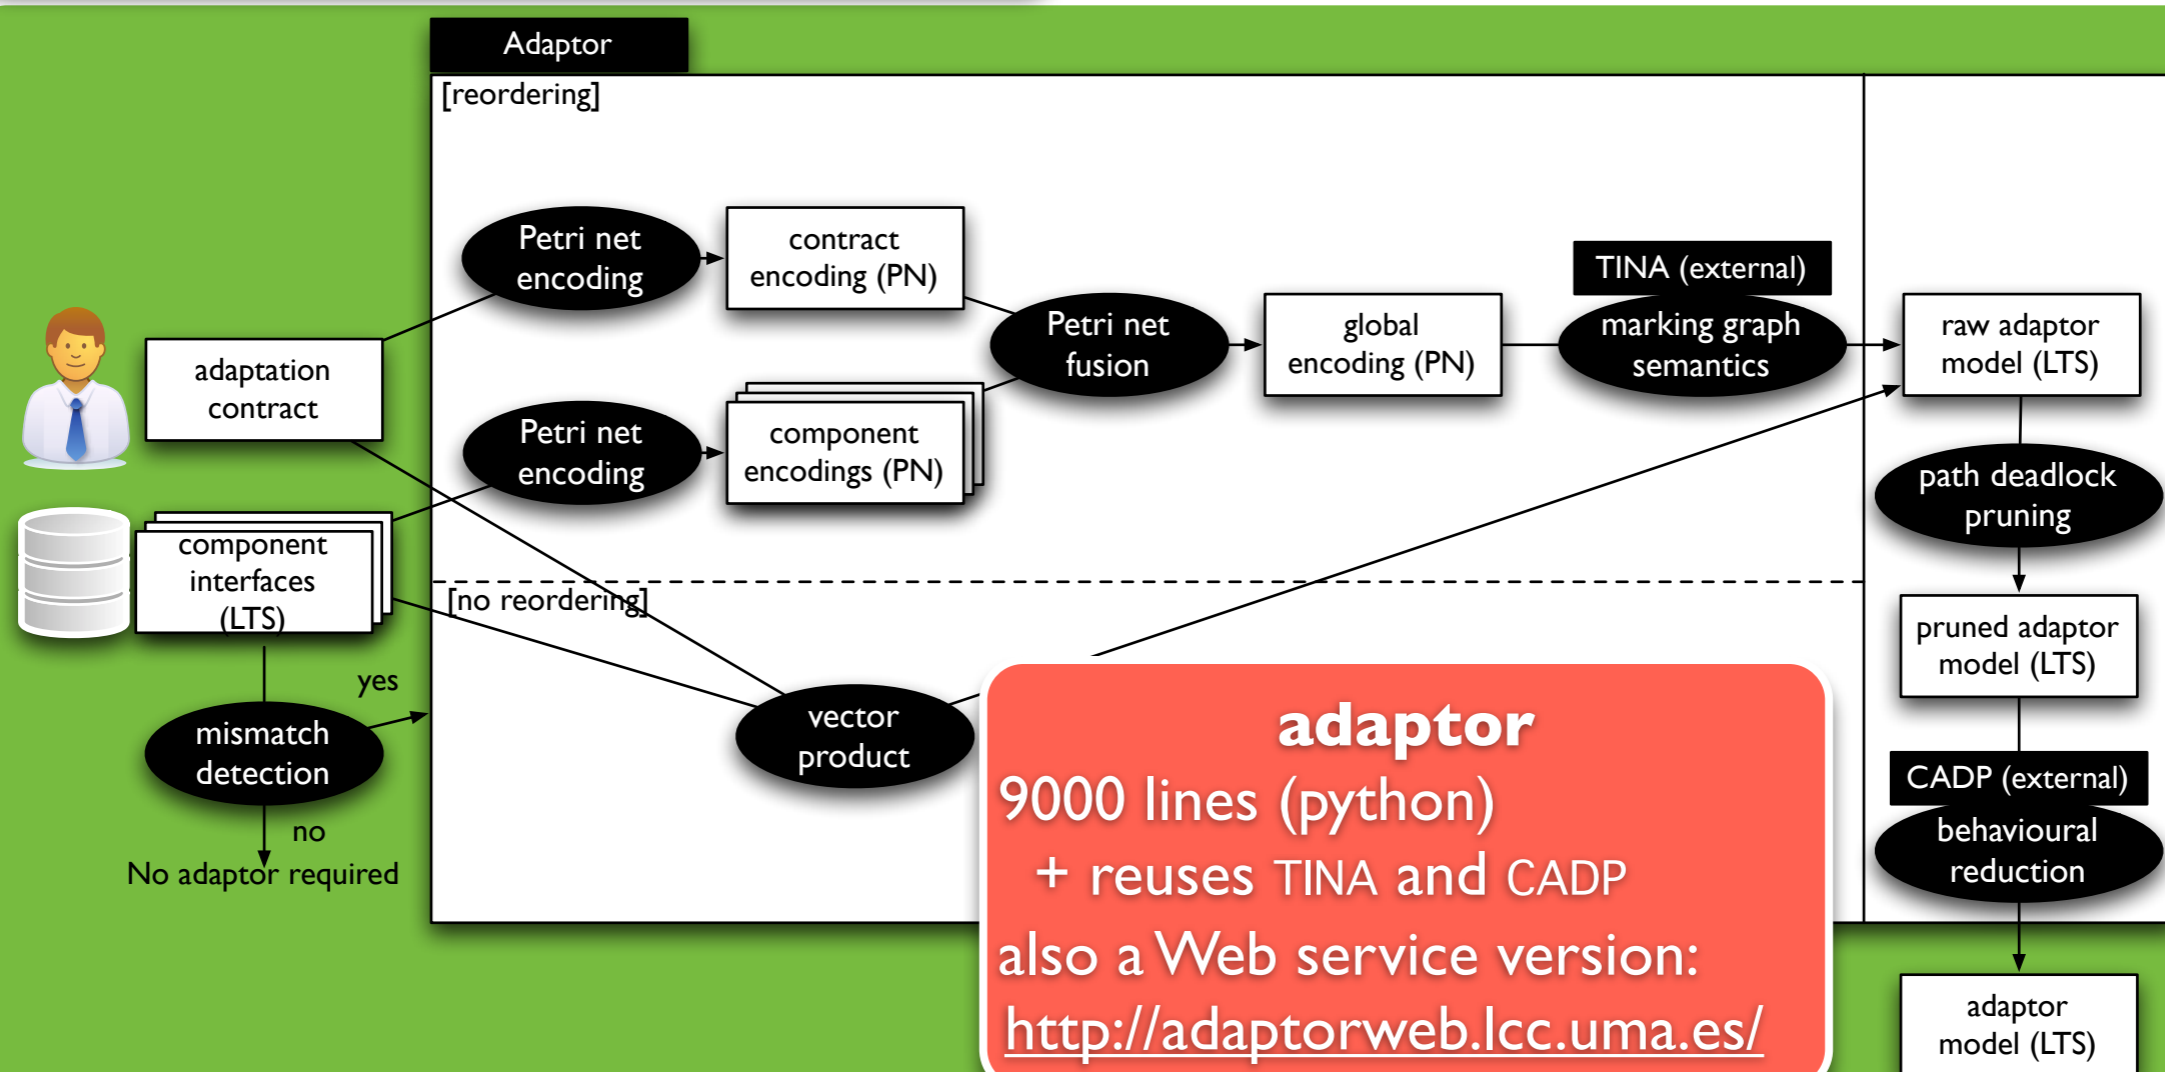 Adaptor
[reordering]
Petri net
encoding
contract
encoding (PN)
TINA (external)
Petri net
fusion
global
encoding (PN)
marking graph
semantics
raw adaptor
model (LTS)
adaptation
contract
Petri net
encoding
component
encodings (PN)
path deadlock
pruning
component
interfaces
(LTS)
[no reordering]
pruned adaptor
model (LTS)
yes
mismatch
detection
vector
product
no
No adaptor required
CADP (external)
behavioural
reduction
adaptor
9000 lines (python)
+ reuses TINA and CADP
also a Web service version:
http://adaptorweb.lcc.uma.es/
adaptor
model (LTS)